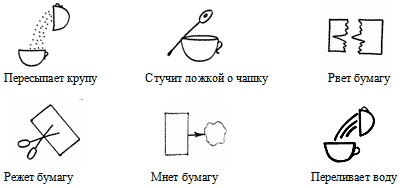 Пересыпает крупу
Стучит ложкой о чашку
Рвет бумагу
Режет бумагу
Мнет бумагу
Переливает воду